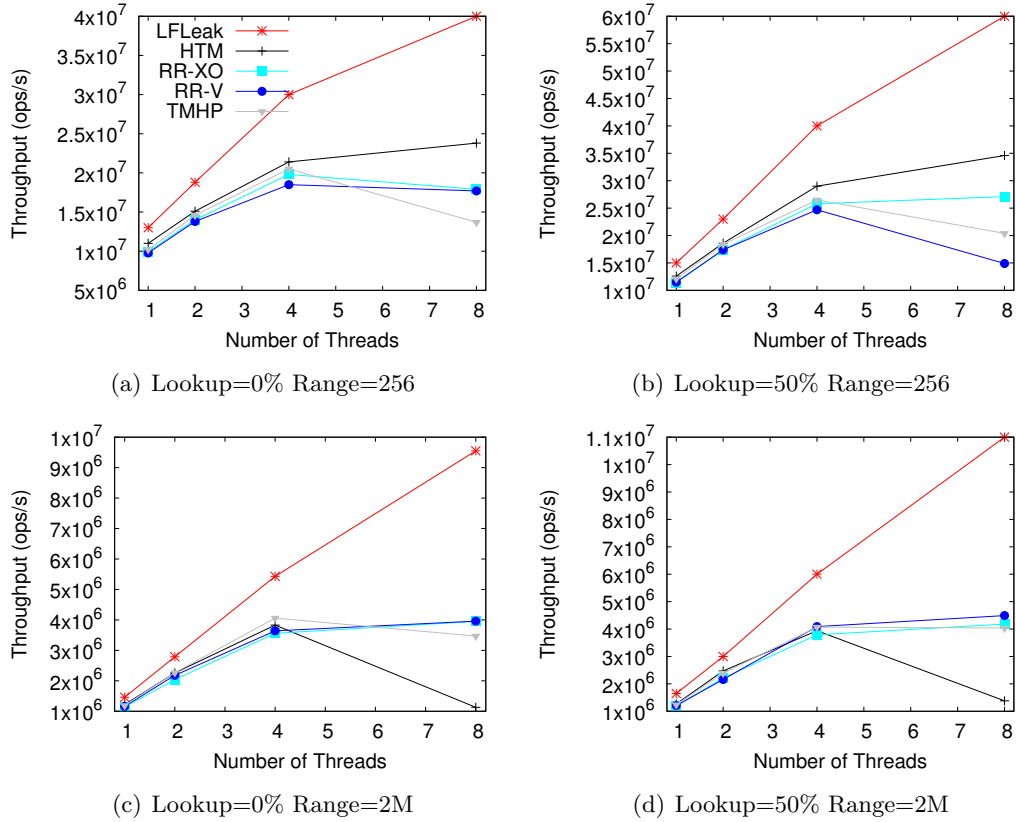 4x10^7
3.5x10^7
3x10^7
2.5x10^7
2x10^7
1.5x10^7
1x10^7
5x10^6
Throughput (ops/s)
LFLeak
HTM
RR-XO
RR-V
TMHP
1 2 3 4 5 6 7 8
Number of Threads
(a) Lookup=0% Range=256
6x10^7
5x10^7
4.5x10^7
4x10^7
3.5x10^7
3x10^7
2.5x10^7
2x10^7
1.5x10^7
1x10^7
Throughput (ops/s)
1 2 3 4 5 6 7 8
Number of Threads
(b) Lookup=50% Range=256
1x10^7
9x10^6
8x10^6
7x10^6
6x10^6
5x10^6
4x10^6
3x10^6
2x10^6
1x10^6
Throughput (ops/s)
1 2 3 4 5 6 7 8
Number of Threads
(c) Lookup=0% Range=2M
1.1x10^7
1x10^7
9x10^6
8x10^6
7x10^6
6x10^6
5x10^6
4x10^6
3x10^6
2x10^6
1x10^6
Throughput (ops/s)
1 2 3 4 5 6 7 8
Number of Threads
(d) Lookup=50% Range=2M